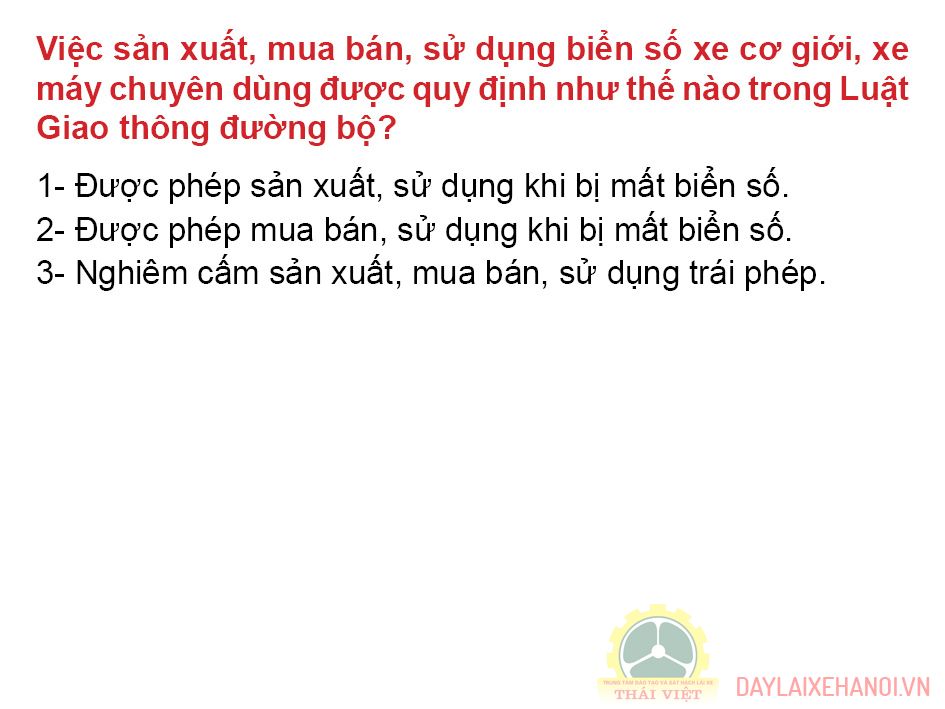 Việc sản xuất, mua bán, sử dụng biển số xe cơ giới, xe
máy chuyên dùng được quy định như thế nào trong Luật
Giao thông đường bộ?
1- Được phép sản xuất, sử dụng khi bị mất biển số.
2- Được phép mua bán, sử dụng khi bị mất biển số.
3- Nghiêm cấm sản xuất, mua bán, sử dụng trái phép.
TRUNG TÂM ĐÀO TẠO VÀ SÁT HẠCH LÁI XE
THÁI VIỆT
DAYLAIXEHANOI.VN